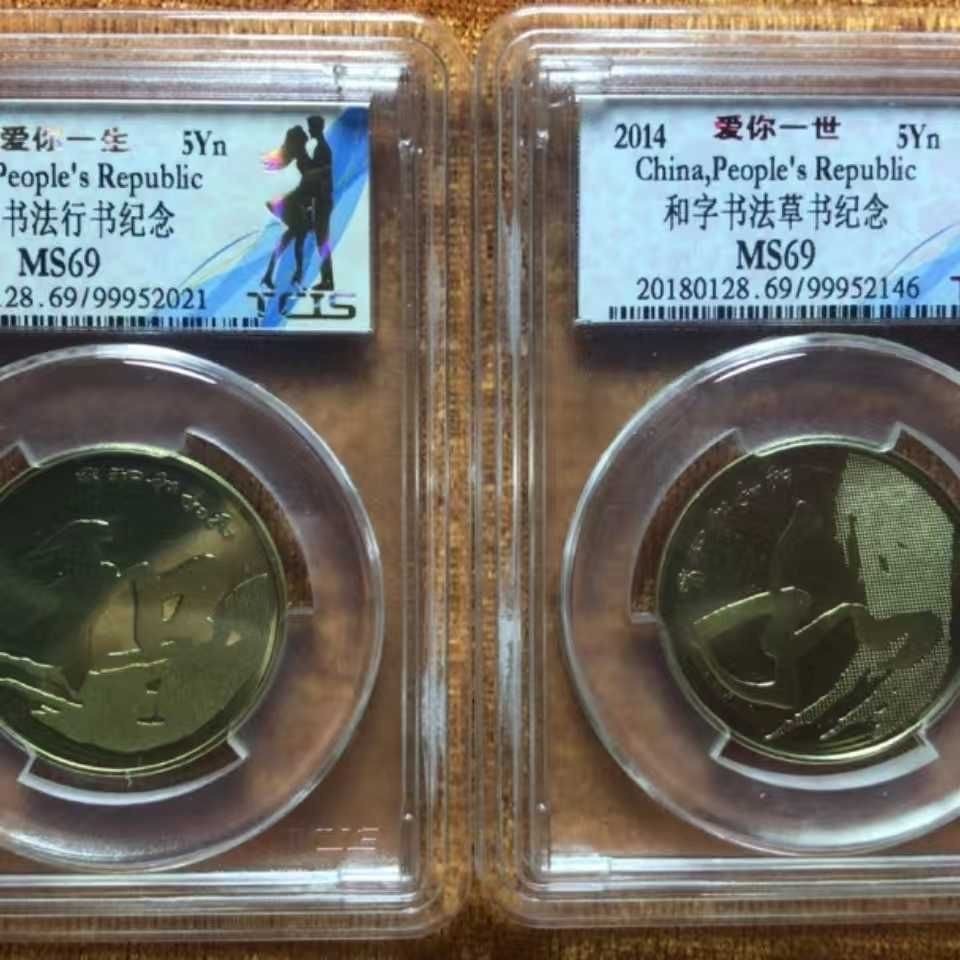 爱你一生 5Yn
People's Republic
书法行书纪念
MS69
128.69/99952021
TCIS
2014 爱你一世 5Yn
China,People's Republic
和字书法草书纪念
MS69
20180128.69/99952146